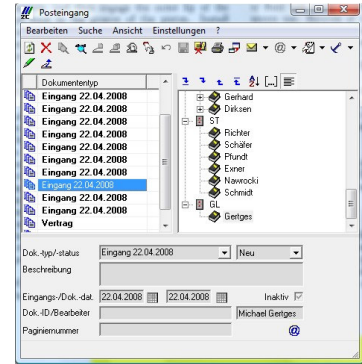 Posteingang
Bearbeiten Suche Ansicht Einstellungen ?
Dokumententyp
Eingang 22.04.2008
Eingang 22.04.2008
Eingang 22.04.2008
Eingang 22.04.2008
Eingang 22.04.2008
Eingang 22.04.2008
Eingang 22.04.2008
Eingang 22.04.2008
Eingang 22.04.2008
Eingang 22.04.2008
Vertrag
Gerhard
Dirksen
ST
Richter
Schäfer
Pfundt
Exner
Nawrocki
Schmidt
GL
Gertges
Dok.-typ/-status Eingang 22.04.2008 Neu
Beschreibung
Eingangs-/Dok.-dat. 22.04.2008 22.04.2008 Inaktiv
Dok.-ID/Bearbeiter Michael Gertges
Paginiernummer @